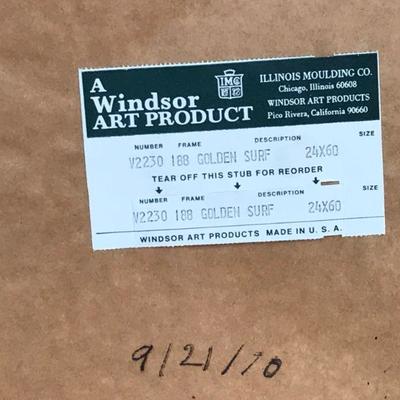 A
Windsor
ART PRODUCT
IMC
ILLINOIS MOULDING CO.
Chicago, Illinois 60608
WINDSOR ART PRODUCTS
Pico Rivera, California 90660
NUMBER FRAME DESCRIPTION SIZE
V2230 188 GOLDEN SURF 24X60
TEAR OFF THIS STUB FOR REORDER
NUMBER FRAME DESCRIPTION SIZE
V2230 188 GOLDEN SURF 24X60
WINDSOR ART PRODUCTS MADE IN U. S. A.
9/21/70